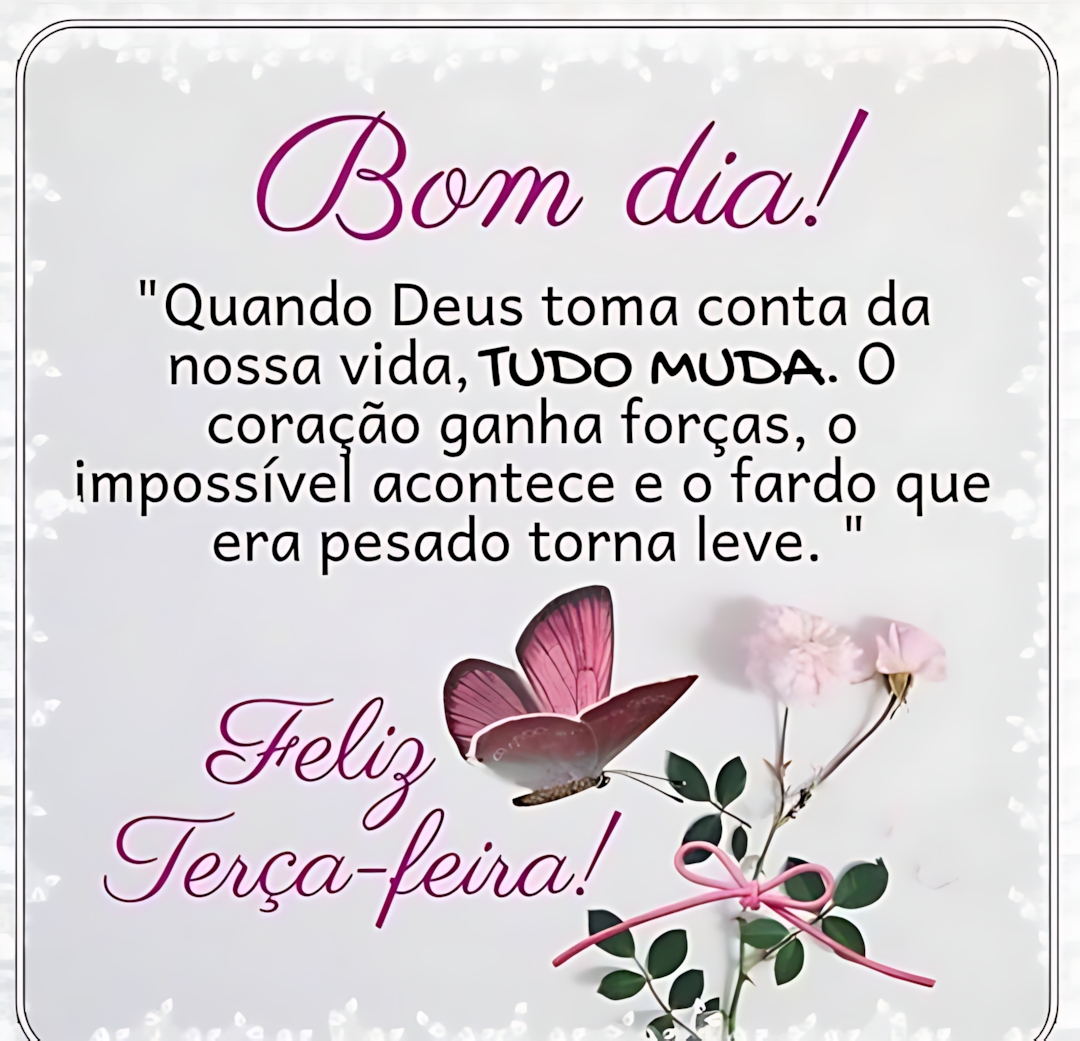 Bom dia!
"Quando Deus toma conta da
nossa vida, TUDO MUDA. O
coração ganha forças, o
impossível acontece e o fardo que
era pesado torna leve. "
Feliz
Terça-feira!